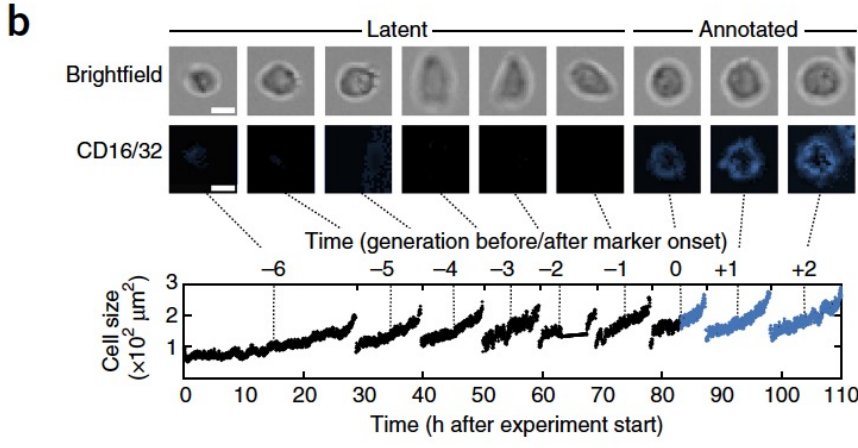 b
Latent Annotated
Brightfield
CD16/32
Time (generation before/after marker onset)
−6 −5 −4 −3 −2 −1 0 +1 +2
Cell size
(×10² μm²)
3
2
1
0 10 20 30 40 50 60 70 80 90 100 110
Time (h after experiment start)